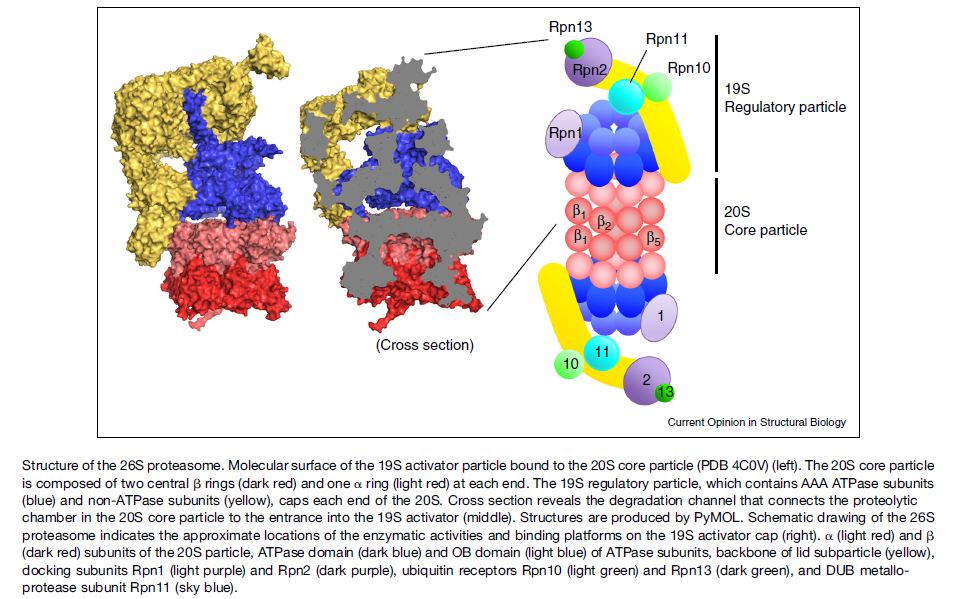 Rpn13
Rpn11
Rpn2
Rpn10
19S
Regulatory particle
Rpn1
20S
Core particle
β1
β2
β1
β5
(Cross section)
1
11
10
2
13
Current Opinion in Structural Biology
Structure of the 26S proteasome. Molecular surface of the 19S activator particle bound to the 20S core particle (PDB 4C0V) (left). The 20S core particle
is composed of two central β rings (dark red) and one α ring (light red) at each end. The 19S regulatory particle, which contains AAA ATPase subunits
(blue) and non-ATPase subunits (yellow), caps each end of the 20S. Cross section reveals the degradation channel that connects the proteolytic
chamber in the 20S core particle to the entrance into the 19S activator (middle). Structures are produced by PyMOL. Schematic drawing of the 26S
proteasome indicates the approximate locations of the enzymatic activities and binding platforms on the 19S activator cap (right). α (light red) and β
(dark red) subunits of the 20S particle, ATPase domain (dark blue) and OB domain (light blue) of ATPase subunits, backbone of lid subparticle (yellow),
docking subunits Rpn1 (light purple) and Rpn2 (dark purple), ubiquitin receptors Rpn10 (light green) and Rpn13 (dark green), and DUB metallo-
protease subunit Rpn11 (sky blue).